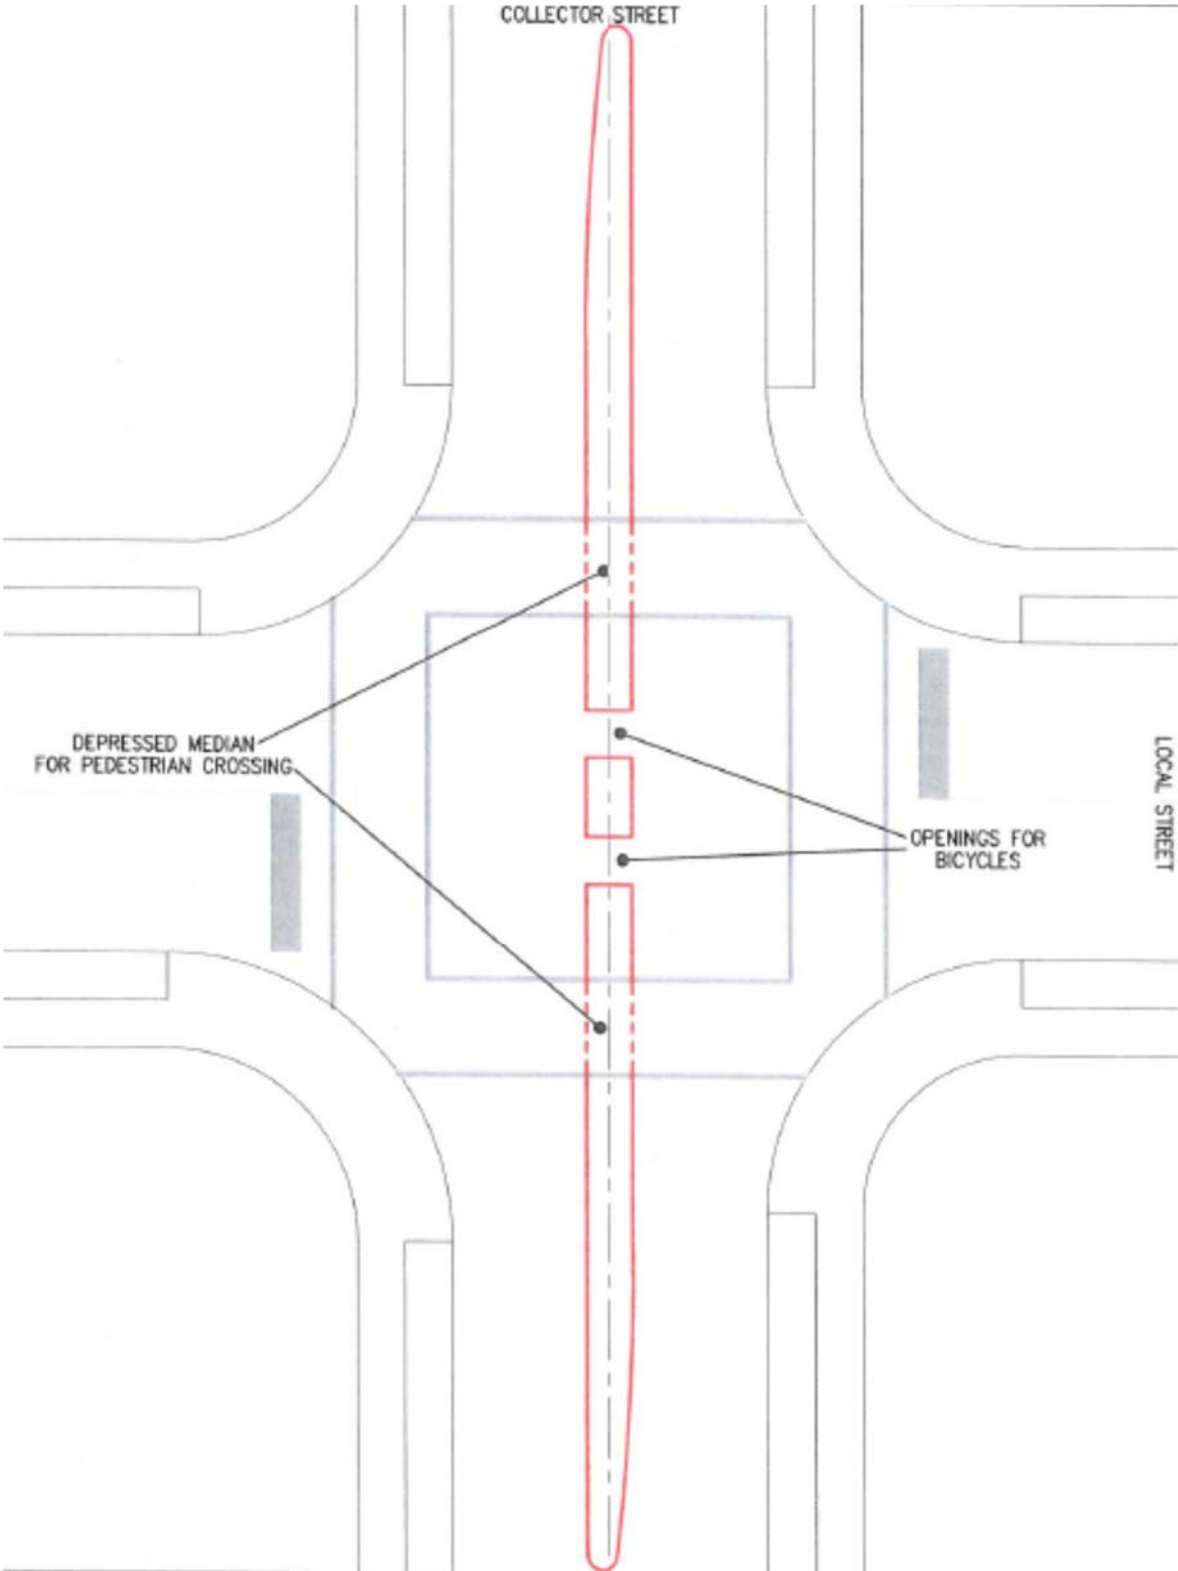 COLLECTOR STREET
DEPRESSED MEDIAN
FOR PEDESTRIAN CROSSING
OPENINGS FOR
BICYCLES
LOCAL STREET